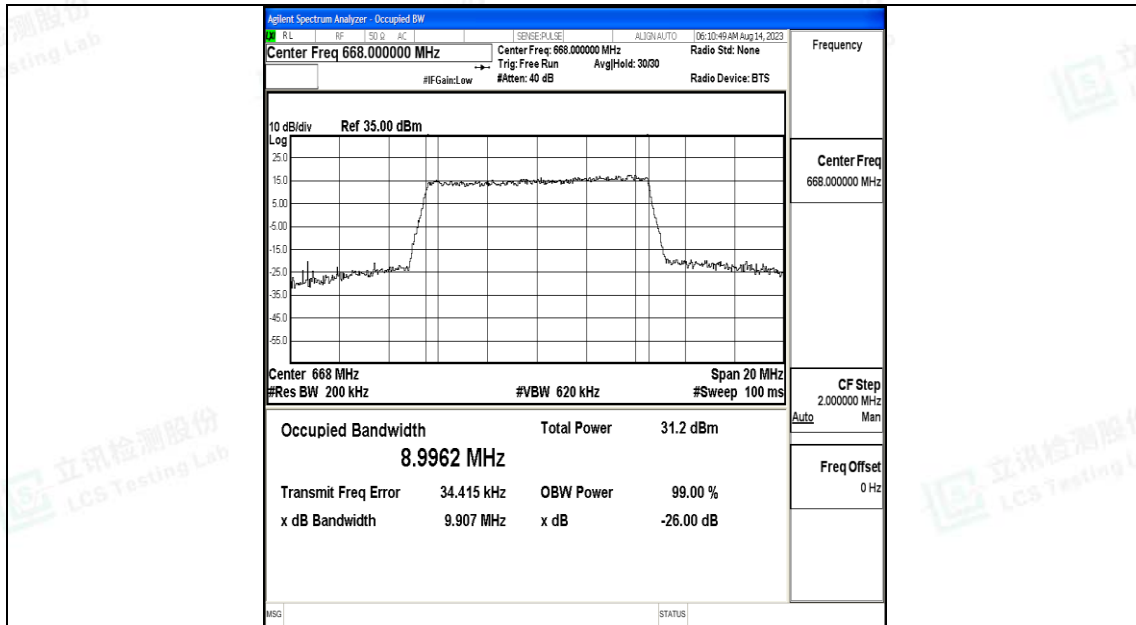 Agilent Spectrum Analyzer - Occupied BW
LXI RL RF 50 Ω AC SENSE:PULSE ALIGN AUTO 06:10:49 AM Aug 14, 2023
Center Freq 668.000000 MHz
Center Freq: 668.000000 MHz Radio Std: None
Trig: Free Run Avg|Hold: 30/30
#IFGain:Low #Atten: 40 dB Radio Device: BTS
10 dB/div Ref 35.00 dBm
Log
25.0
15.0
5.00
-5.00
-15.0
-25.0
-35.0
-45.0
-55.0
Center 668 MHz Span 20 MHz
#Res BW 200 kHz #VBW 620 kHz #Sweep 100 ms
Occupied Bandwidth Total Power 31.2 dBm
8.9962 MHz
Transmit Freq Error 34.415 kHz OBW Power 99.00 %
x dB Bandwidth 9.907 MHz x dB -26.00 dB
MSG STATUS
Frequency
Center Freq
668.000000 MHz
CF Step
2.000000 MHz
Auto Man
Freq Offset
0 Hz
立讯检测股份
LCS Testing Lab
立讯检测股份
LCS Testing L